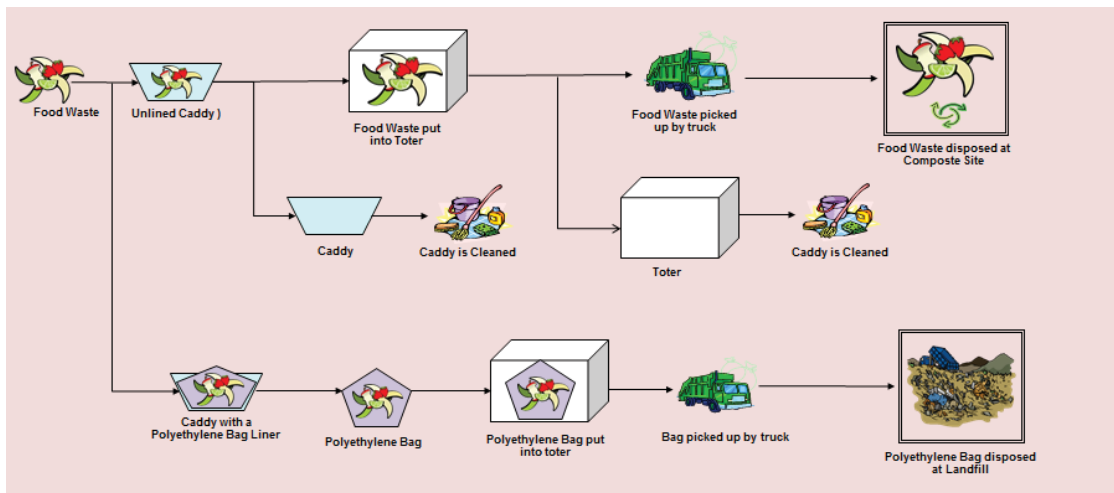 Food Waste
Unlined Caddy )
Food Waste put
into Toter
Food Waste picked
up by truck
Food Waste disposed at
Composte Site
Caddy
Caddy is Cleaned
Toter
Caddy is Cleaned
Caddy with a
Polyethylene Bag Liner
Polyethylene Bag
Polyethylene Bag put
into toter
Bag picked up by truck
Polyethylene Bag disposed
at Landfill